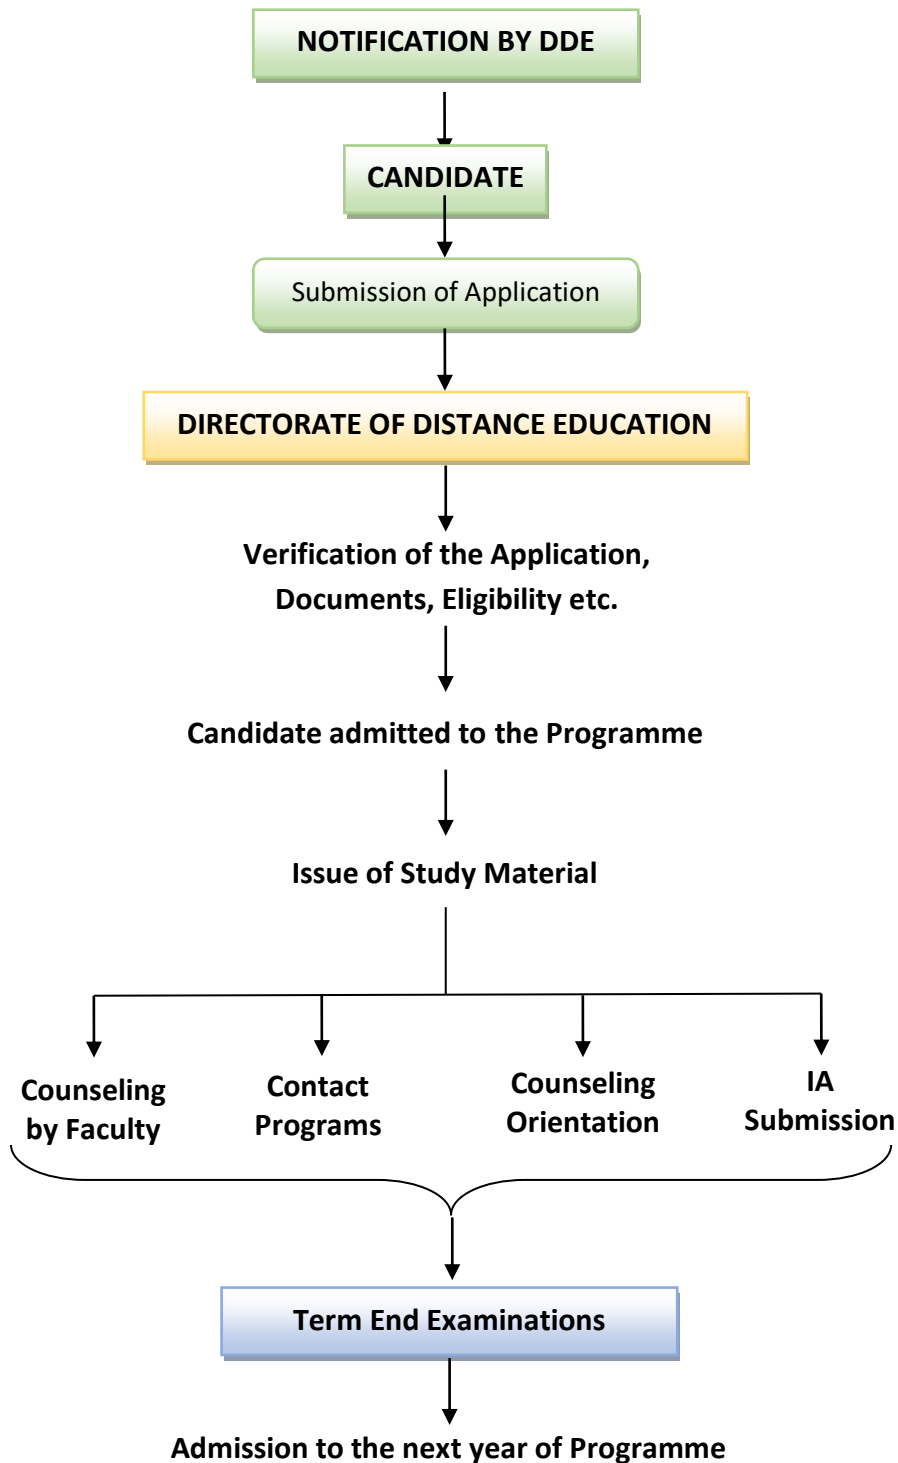 NOTIFICATION BY DDE
CANDIDATE
Submission of Application
DIRECTORATE OF DISTANCE EDUCATION
Verification of the Application,
Documents, Eligibility etc.
Candidate admitted to the Programme
Issue of Study Material
Counseling
by Faculty
Contact
Programs
Counseling
Orientation
IA
Submission
Term End Examinations
Admission to the next year of Programme